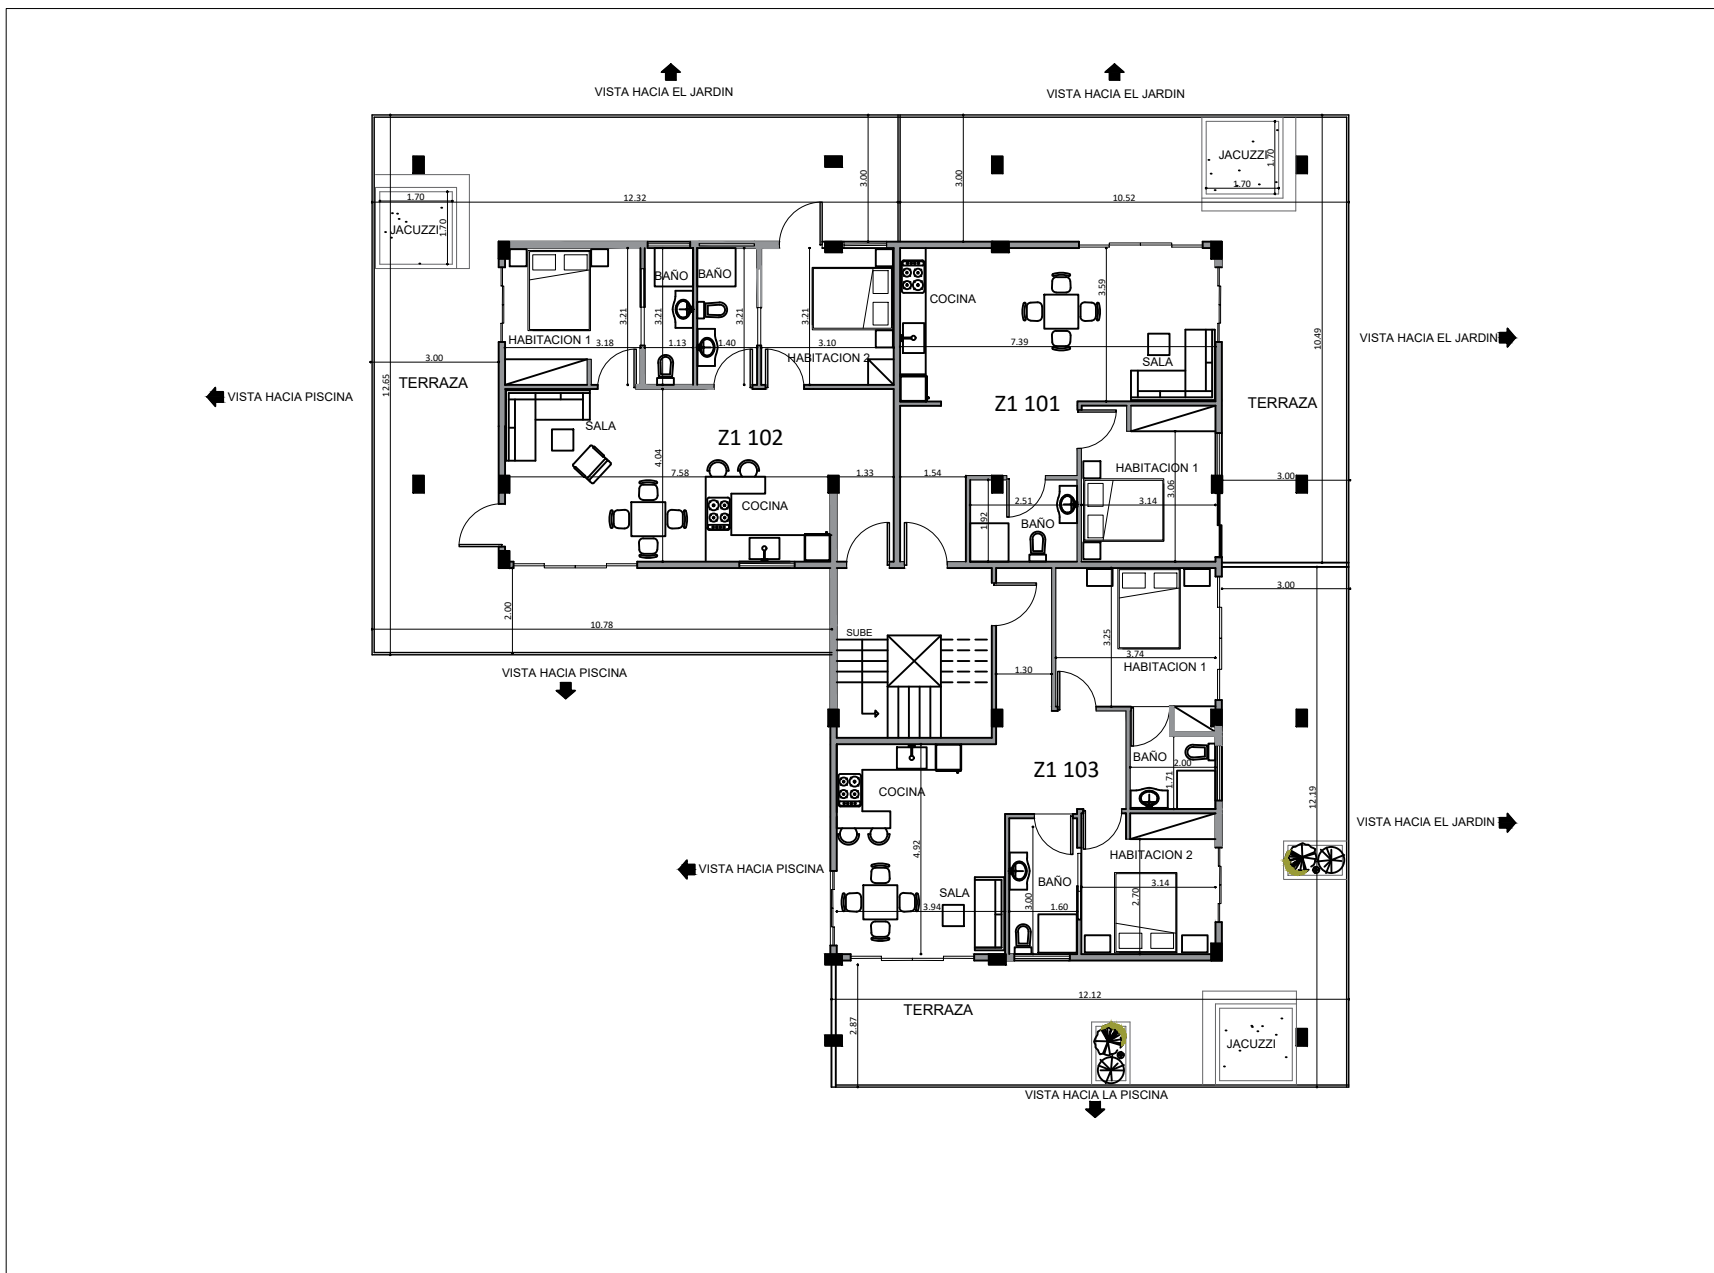 VISTA HACIA EL JARDIN
VISTA HACIA EL JARDIN
JACUZZI
1.70
1.70
3.00
3.00
1.70
12.32
10.52
JACUZZI
1.70
BAÑO
BAÑO
COCINA
3.59
HABITACION 1
3.21
3.21
3.21
3.21
3.18
1.13
1.40
3.10
HABITACION 2
7.39
SALA
10.49
VISTA HACIA EL JARDIN
3.00
TERRAZA
12.65
VISTA HACIA PISCINA
Z1 101
TERRAZA
SALA
Z1 102
4.04
7.58
1.33
1.54
HABITACION 1
3.06
3.00
COCINA
2.51
3.14
1.92
BAÑO
2.00
10.78
SUBE
3.00
3.25
3.74
HABITACION 1
1.30
VISTA HACIA PISCINA
Z1 103
BAÑO
2.00
1.71
COCINA
12.19
VISTA HACIA EL JARDIN
4.92
HABITACION 2
VISTA HACIA PISCINA
SALA
BAÑO
3.14
2.70
3.94
3.00
1.60
12.12
TERRAZA
2.87
JACUZZI
VISTA HACIA LA PISCINA